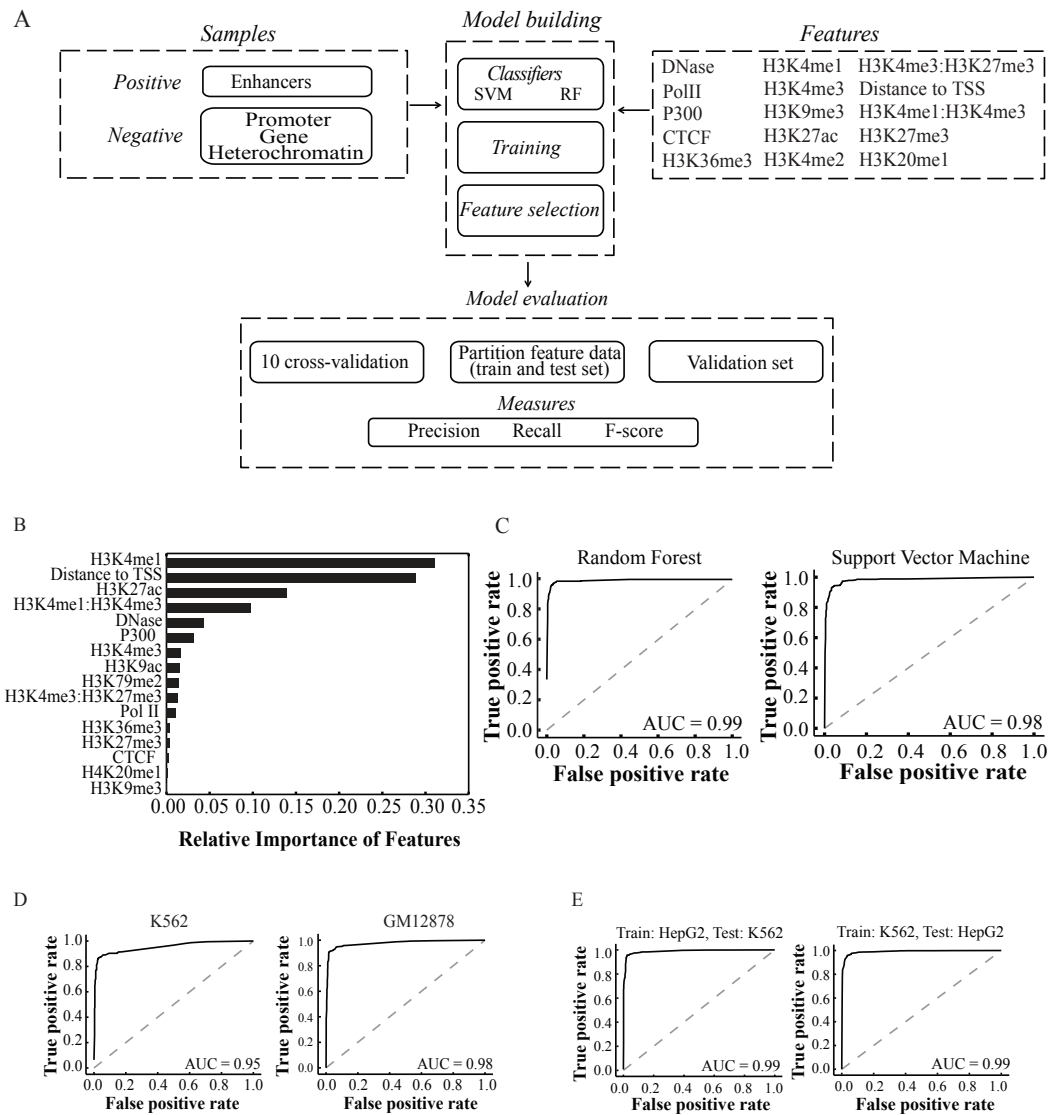 A
Samples
Positive
Enhancers
Negative
Promoter
Gene
Heterochromatin
Model building
Classifiers
SVM RF
Training
Feature selection
Features
DNase H3K4me1 H3K4me3:H3K27me3
PolII H3K4me3 Distance to TSS
P300 H3K9me3 H3K4me1:H3K4me3
CTCF H3K27ac H3K27me3
H3K36me3 H3K4me2 H3K20me1
Model evaluation
10 cross-validation
Partition feature data
(train and test set)
Validation set
Measures
Precision Recall F-score
B
H3K4me1
Distance to TSS
H3K27ac
H3K4me1:H3K4me3
DNase
P300
H3K4me3
H3K9ac
H3K79me2
H3K4me3:H3K27me3
Pol II
H3K36me3
H3K27me3
CTCF
H4K20me1
H3K9me3
0.00 0.05 0.10 0.15 0.20 0.25 0.30 0.35
Relative Importance of Features
C
Random Forest
True positive rate
1.0
0.8
0.6
0.4
0.2
0.0
AUC = 0.99
0.0 0.2 0.4 0.6 0.8 1.0
False positive rate
Support Vector Machine
True positive rate
1.0
0.8
0.6
0.4
0.2
0.0
AUC = 0.98
0.0 0.2 0.4 0.6 0.8 1.0
False positive rate
D
K562
True positive rate
1.0
0.8
0.6
0.4
0.2
0.0
AUC = 0.95
0.0 0.2 0.4 0.6 0.8 1.0
False positive rate
GM12878
True positive rate
1.0
0.8
0.6
0.4
0.2
0.0
AUC = 0.98
0.0 0.2 0.4 0.6 0.8 1.0
False positive rate
E
Train: HepG2, Test: K562
True positive rate
1.0
0.8
0.6
0.4
0.2
0.0
AUC = 0.99
0.0 0.2 0.4 0.6 0.8 1.0
False positive rate
Train: K562, Test: HepG2
True positive rate
1.0
0.8
0.6
0.4
0.2
0.0
AUC = 0.99
0.0 0.2 0.4 0.6 0.8 1.0
False positive rate